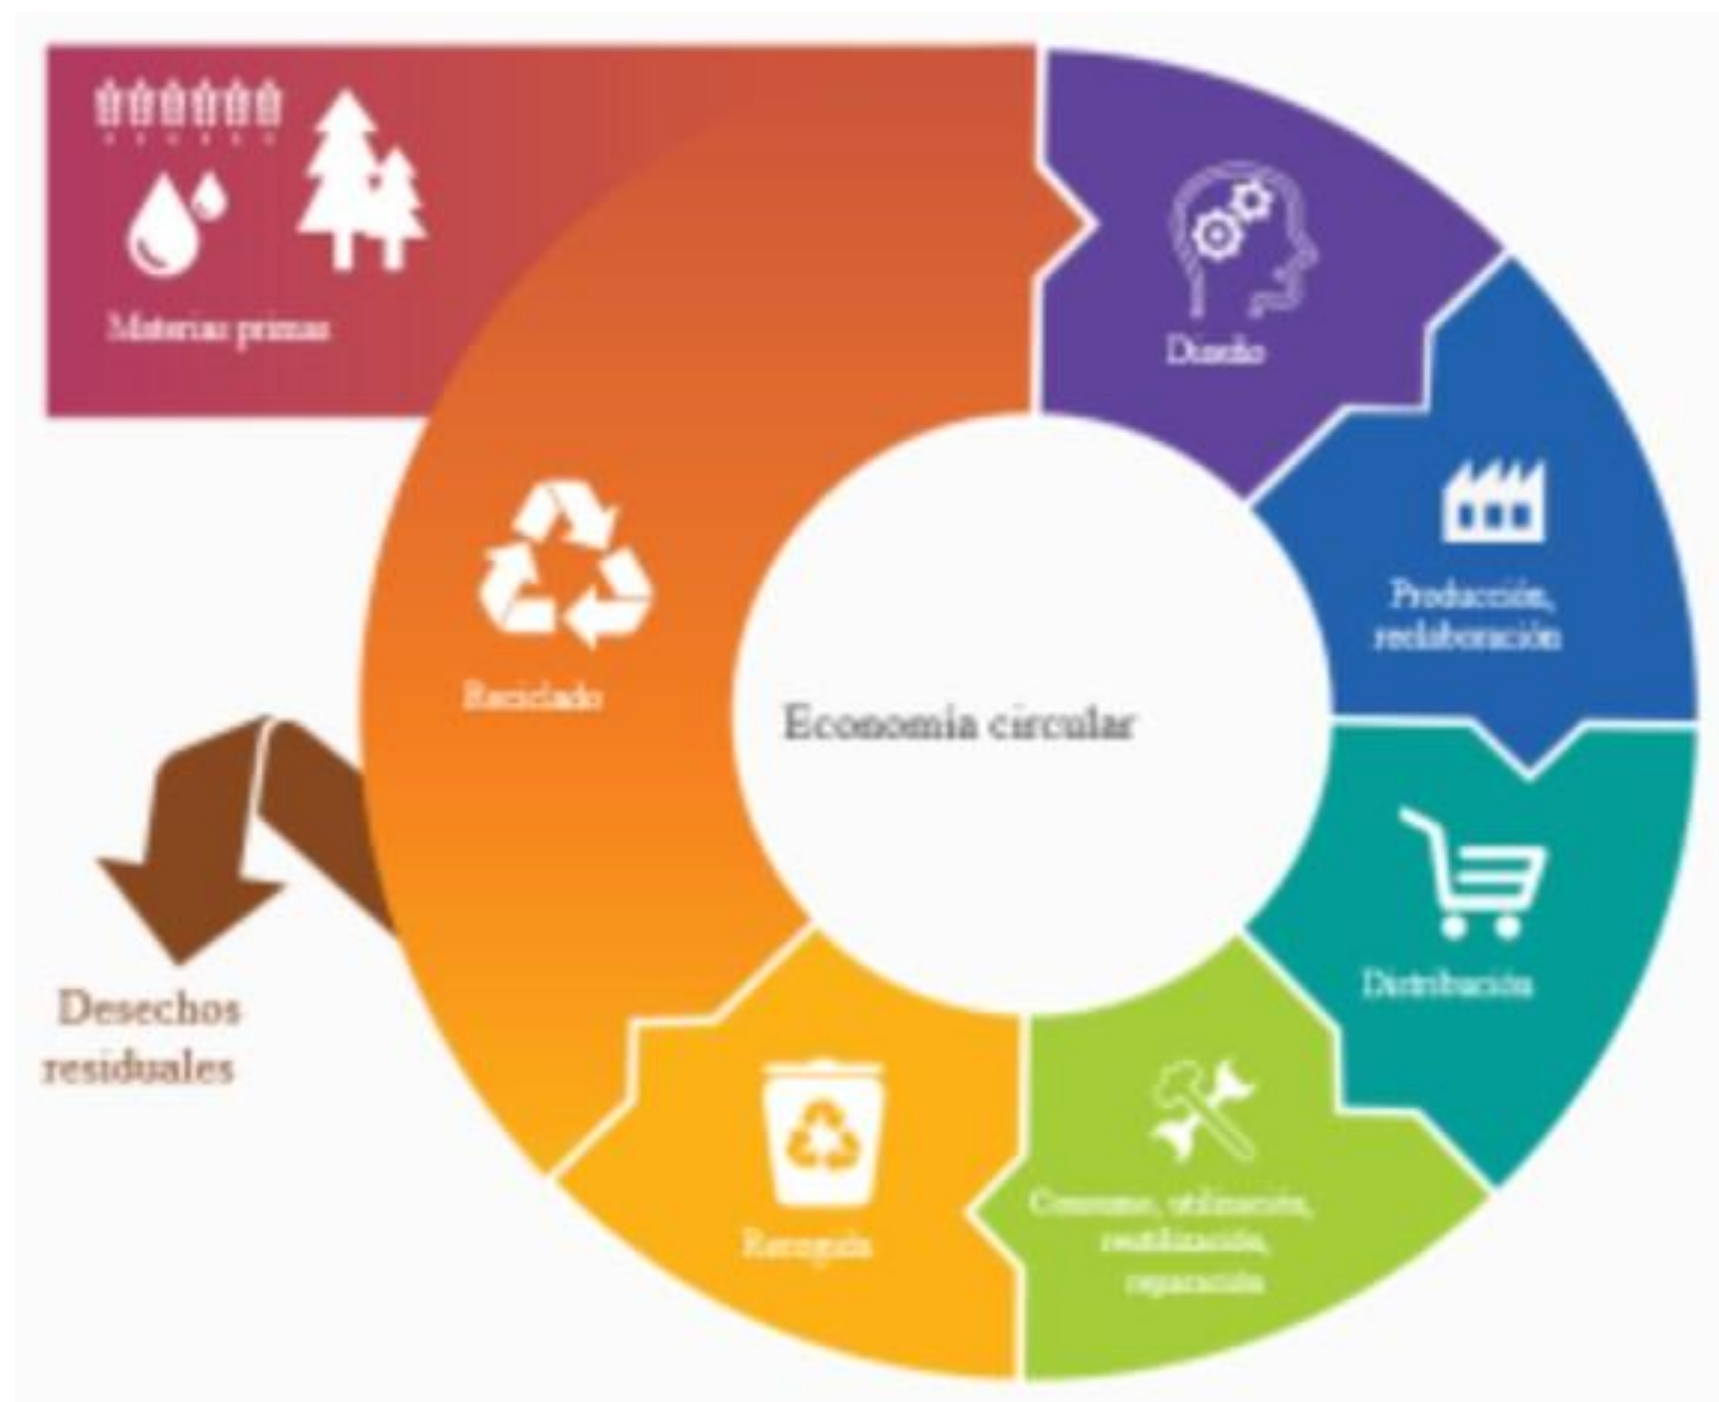 Materias primas
Diseño
Producción,
reelaboración
Distribución
Consumo, utilización,
reutilización,
reparación
Recogida
Reciclado
Desechos
residuales
Economía circular